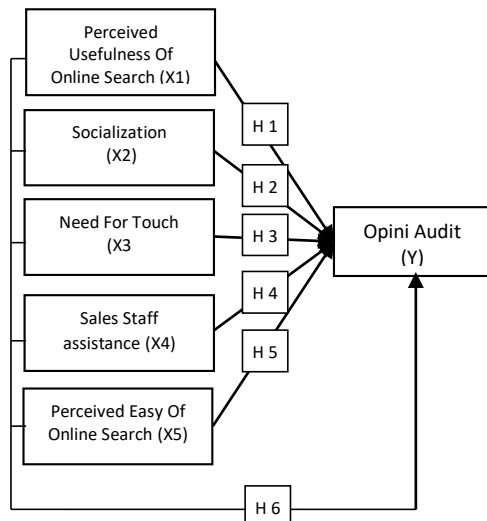 Perceived
Usefulness Of
Online Search (X1)
H 1
Socialization
(X2)
H 2
Need For Touch
(X3
H 3
Opini Audit
(Y)
H 4
Sales Staff
assistance (X4)
H 5
Perceived Easy Of
Online Search (X5)
H 6